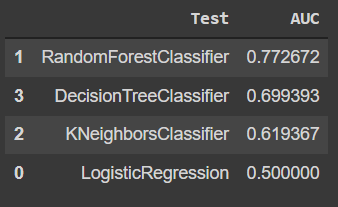 Test AUC
1 RandomForestClassifier 0.772672
3 DecisionTreeClassifier 0.699393
2 KNeighborsClassifier 0.619367
0 LogisticRegression 0.500000